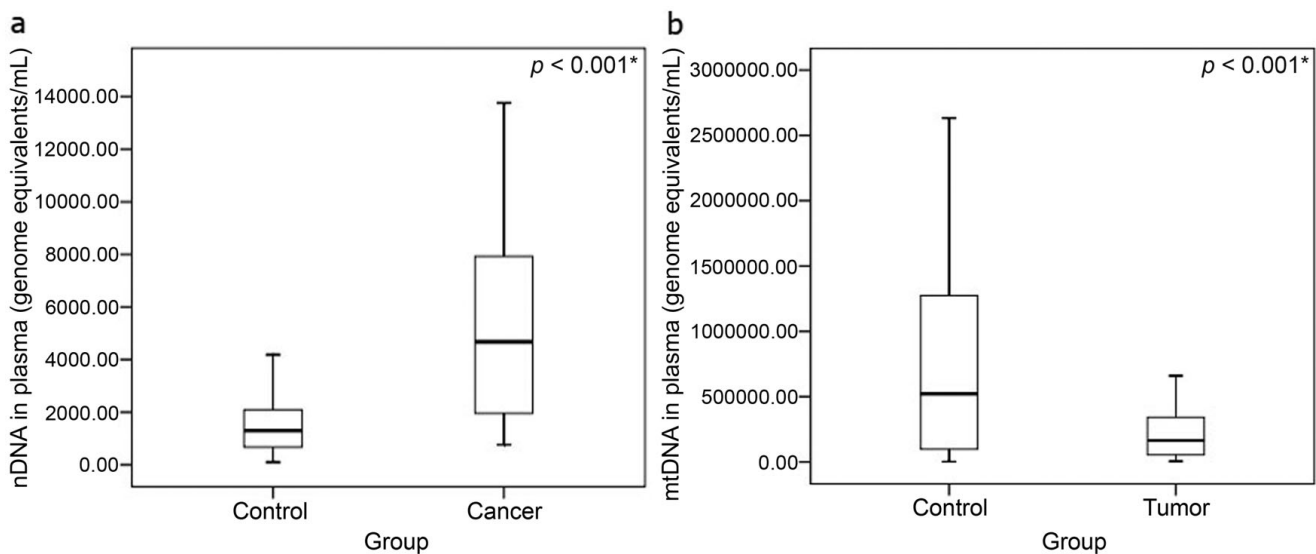 a
nDNA in plasma (genome equivalents/mL)
p < 0.001*
14000.00
12000.00
10000.00
8000.00
6000.00
4000.00
2000.00
0.00
Control
Cancer
Group
b
mtDNA in plasma (genome equivalents/mL)
p < 0.001*
3000000.00
2500000.00
2000000.00
1500000.00
1000000.00
500000.00
0.00
Control
Tumor
Group